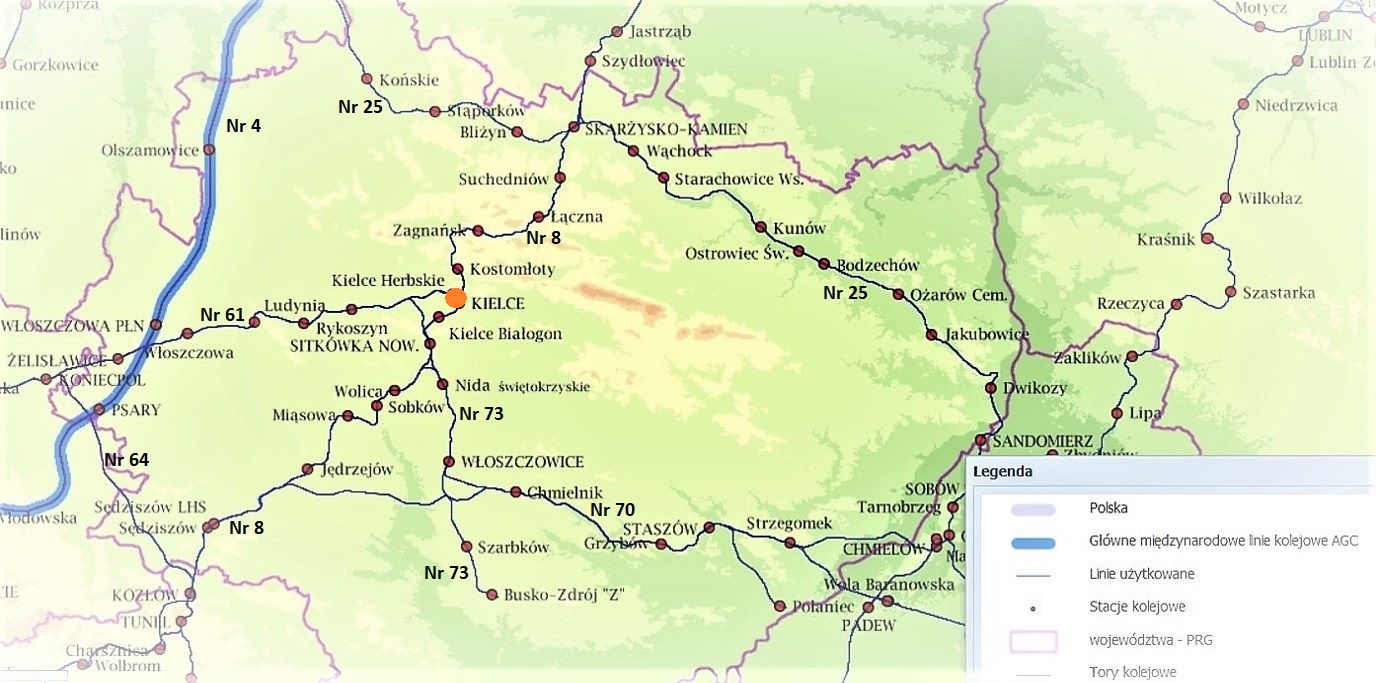 Rozprza
Motycz
LUBLIN
Jastrząb
Gorzkowice
Szydłowiec
Końskie
Nr 25
Stąporków
Niedrzwica
Nr 4
Bliżyn
SKARŻYSKO-KAMIEN
Olszamowice
Wąchock
Suchedniów
Starachowice Ws.
Wilkołaz
Łączna
Zagnańsk
Nr 8
Kunów
Kraśnik
Ostrowiec Św.
Bodzechów
Kostomłoty
Kielce Herbskie
Nr 25
Ożarów Cem.
Szastarka
KIELCE
Rzeczyca
Ludynia
Nr 61
WŁOSZCZOWA PŁN
Rykoszyn
Kielce Białogon
Jakubowice
SITKÓWKA NOW.
Włoszczowa
ŻELISŁAWICE
Zaklików
KONIECPOL
Wolica
Nida świętokrzyskie
Dwikozy
Sobków
PSARY
Miąsowa
Nr 73
Lipa
SANDOMIERZ
Zbydniów
Nr 64
WŁOSZCZOWICE
Jędrzejów
Chmielnik
SOBÓW
Tarnobrzeg
Sędziszów LHS
Sędziszów
Nr 8
Nr 70
STASZÓW
Strzegomek
Grzybów
CHMIELÓW
Szarbków
Nr 73
Wola Baranowska
Busko-Zdrój "Z"
Połaniec
KOZŁÓW
PADEW
TUNEL
Charsznica
Wolbrom
Legenda
Polska
Główne międzynarodowe linie kolejowe AGC
Linie użytkowane
Stacje kolejowe
województwa - PRG
Tory kolejowe